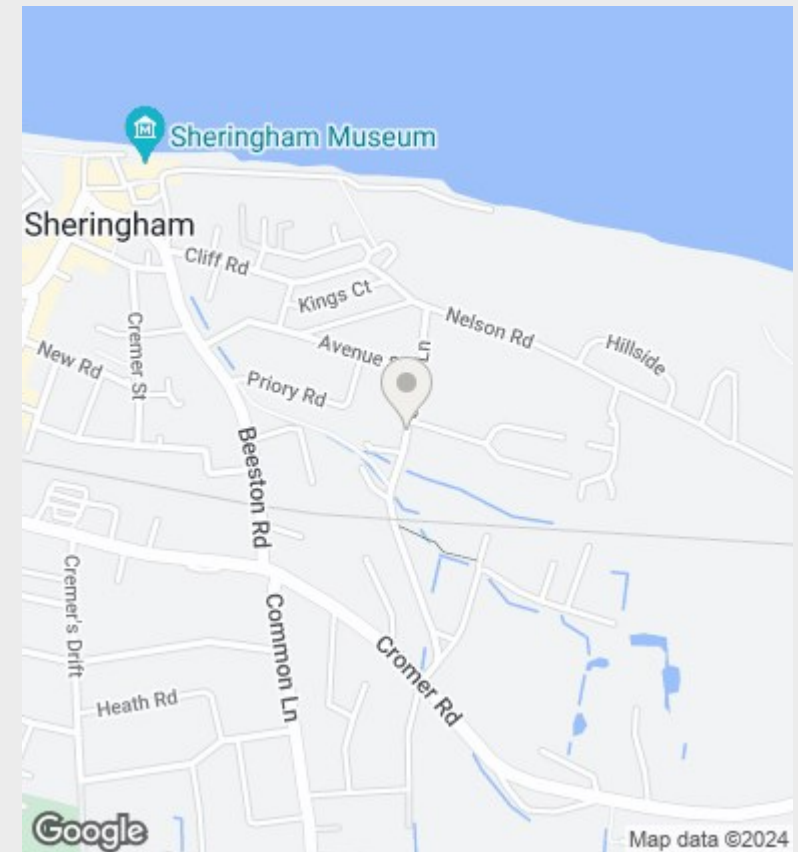 Sheringham Museum
Sheringham
Cliff Rd
Kings Ct
Nelson Rd
Hillside
Cremer St
New Rd
Avenue
Ln
Priory Rd
Beeston Rd
Cremer's Drift
Common Ln
Cromer Rd
Heath Rd
Google
Map data ©2024